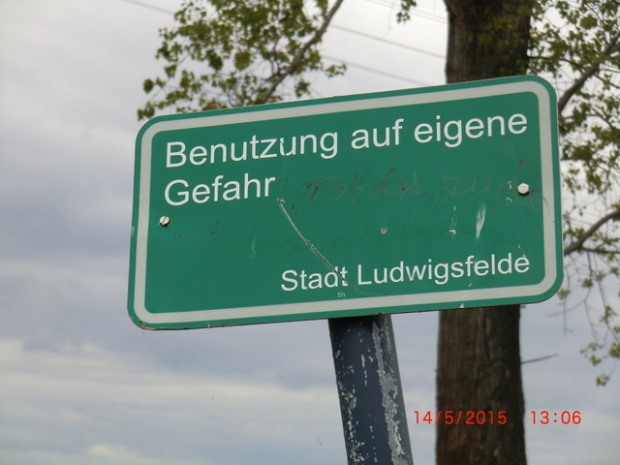 Benutzung auf eigene
Gefahr
Stadt Ludwigsfelde
14/5/2015 13:06